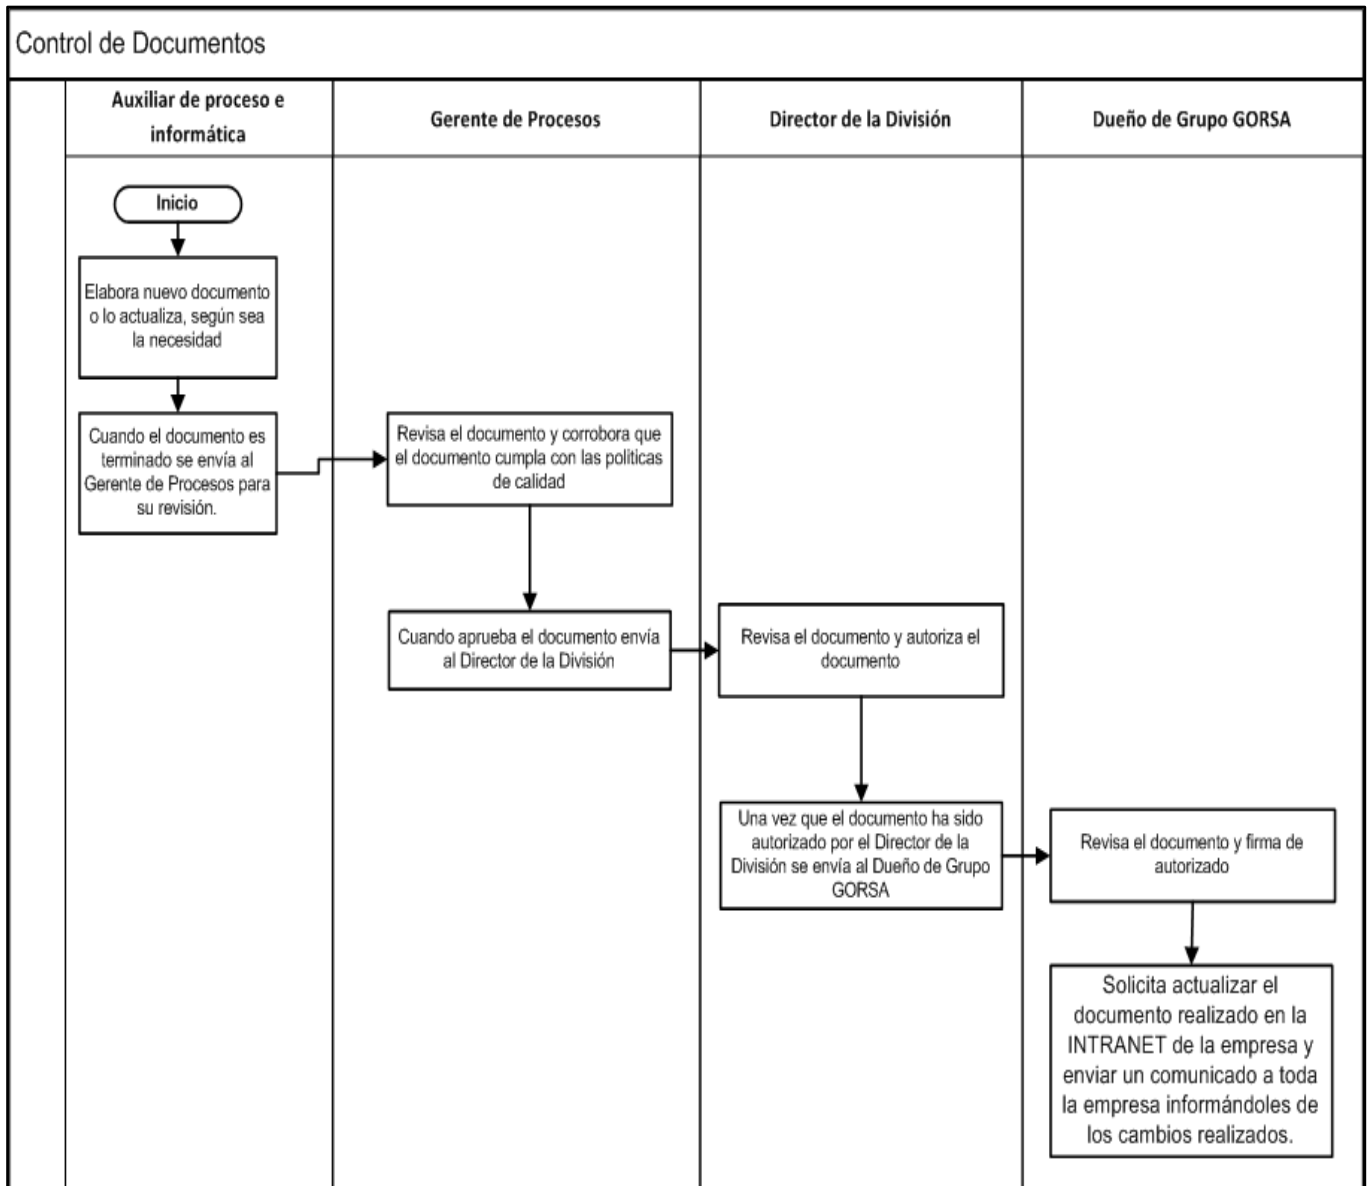 Control de Documentos
Auxiliar de proceso e
informática
Gerente de Procesos
Director de la División
Dueño de Grupo GORSA
Inicio
Elabora nuevo documento
o lo actualiza, según sea
la necesidad
Cuando el documento es
terminado se envía al
Gerente de Procesos para
su revisión.
Revisa el documento y corrobora que
el documento cumpla con las políticas
de calidad
Cuando aprueba el documento envía
al Director de la División
Revisa el documento y autoriza el
documento
Una vez que el documento ha sido
autorizado por el Director de la
División se envía al Dueño de Grupo
GORSA
Revisa el documento y firma de
autorizado
Solicita actualizar el
documento realizado en la
INTRANET de la empresa y
enviar un comunicado a toda
la empresa informándoles de
los cambios realizados.